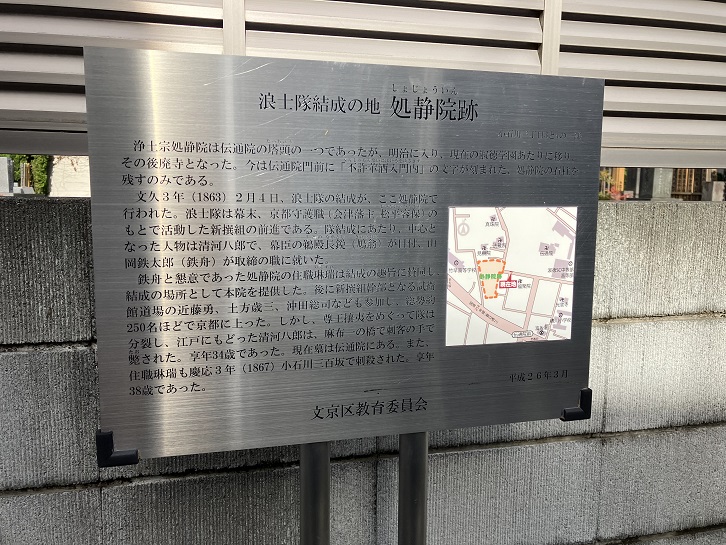 しょじょういん
浪士隊結成の地 処静院跡
浄土宗処静院は伝通院の塔頭の一つであったが、明治に入り、現在の淑徳学園あたりに移り、
その後廃寺となった。今は伝通院門前に「不許葷酒入門内」の文字が刻まれた、処静院の石柱を
残すのみである。
文久3年(1863)2月4日、浪士隊の結成が、ここ処静院で
行われた。浪士隊は幕末、京都守護職(会津藩主 松平容保)の
もとで活動した新撰組の前進である。隊結成にあたり、中心と
なった人物は清河八郎で、幕臣の鵜殿長鋭(鳩翁)が目付、山
岡鉄太郎(鉄舟)が取締の職に就いた。
鉄舟と懇意であった処静院の住職琳瑞は結成の趣旨に賛同し
結成の場所として本院を提供した。後に新撰組幹部となる試衛
館道場の近藤勇、土方歳三、沖田総司なども参加し、総勢約
250名ほどで京都に上った。しかし、尊王攘夷をめぐって隊は
分裂し、江戸にもどった清河八郎は、麻布一の橋で刺客の手で
斃された。享年34歳であった。現在墓は伝通院にある。また、
住職琳瑞も慶応3年(1867)小石川三百坂で刺殺された。享年
38歳であった。
処静院跡
現在地
平成26年3月
文京区教育委員会